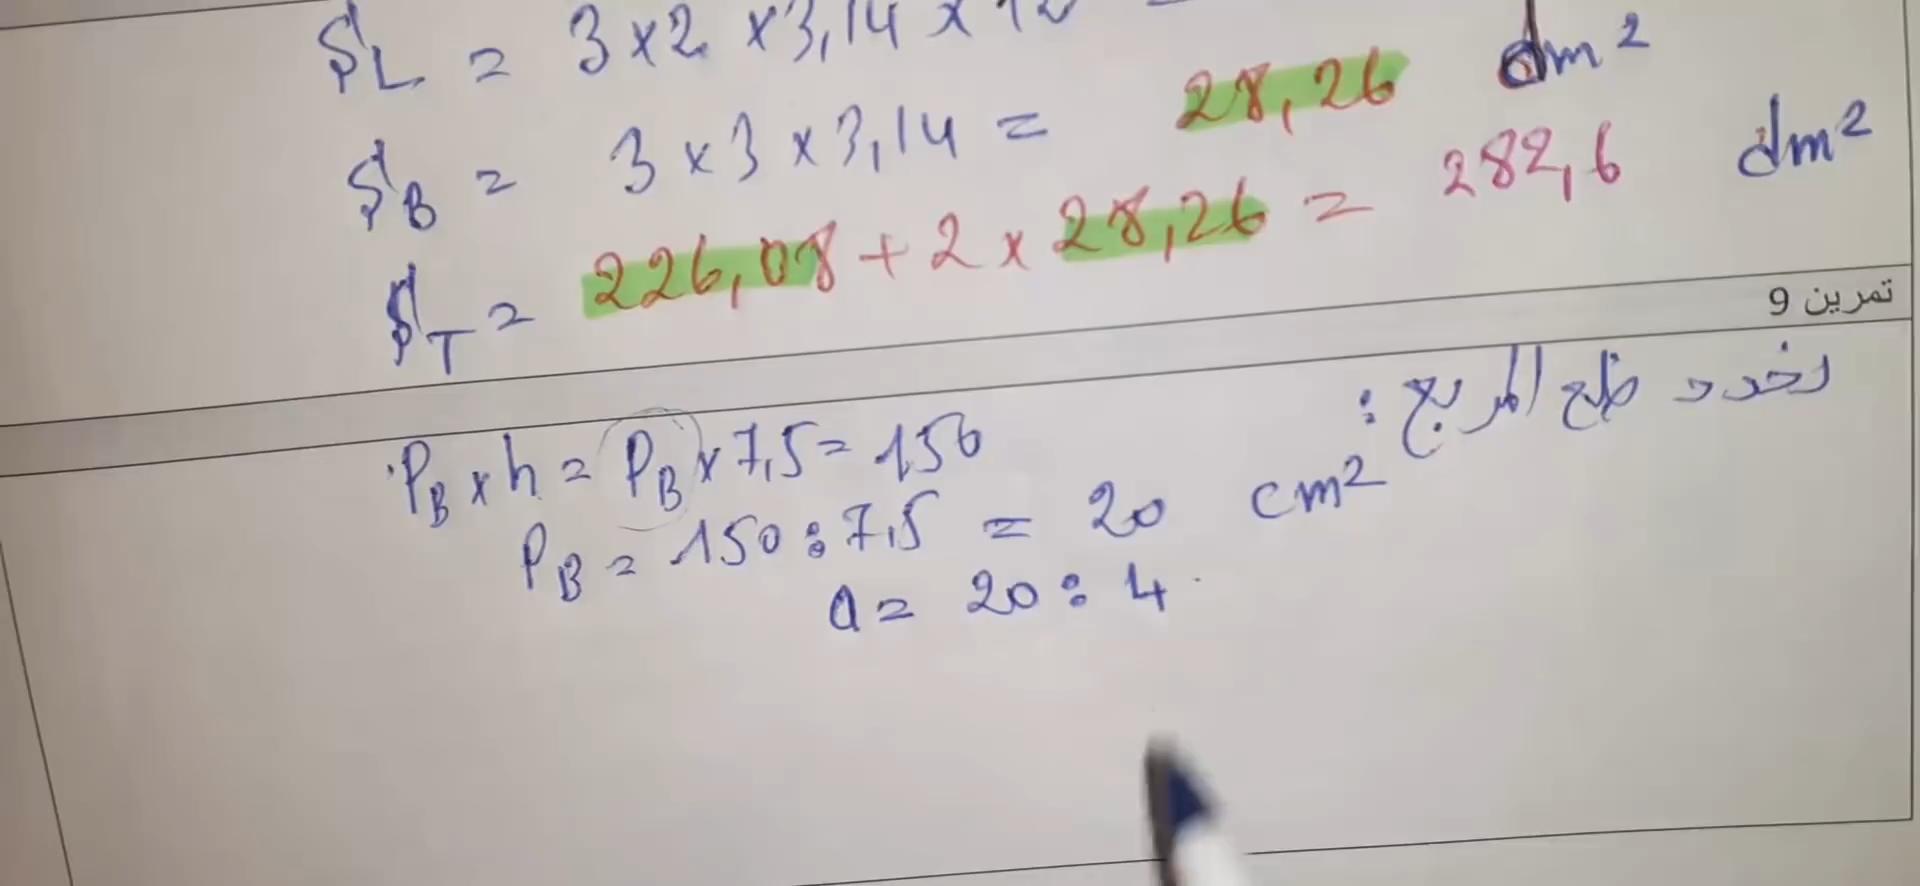 S_L = 3 x 2 x 3,14 x 12 =
S_B = 3 x 3 x 3,14 = 28,26 dm²
S_T = 226,08 + 2 x 28,26 = 282,6 dm²
تمرين 9
نحدد ضلع المربع :
P_B x h = P_B x 7,5 = 150
P_B = 150 : 7,5 = 20 cm²
a = 20 : 4